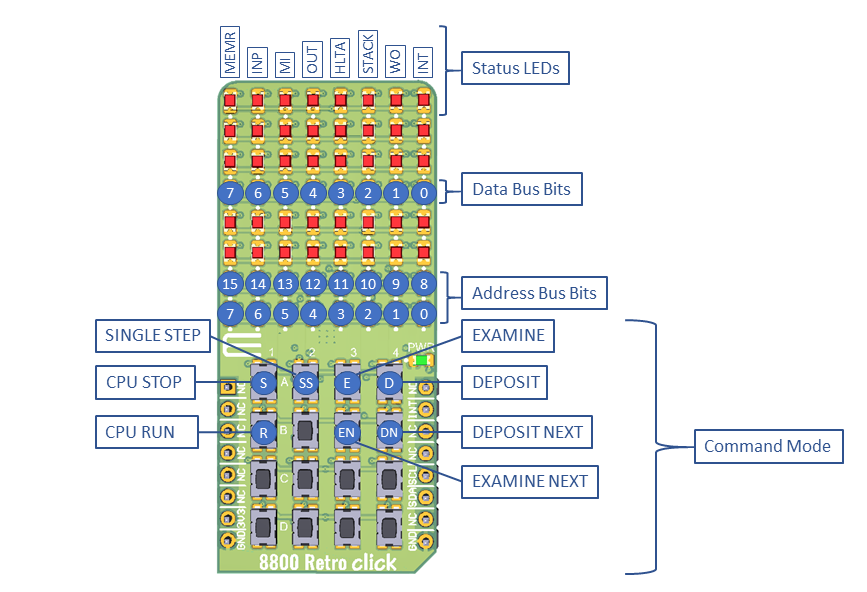 MEMR
INP
MI
OUT
HLTA
STACK
WO
INT
Status LEDs
7 6 5 4 3 2 1 0
Data Bus Bits
15 14 13 12 11 10 9 8
Address Bus Bits
7 6 5 4 3 2 1 0
SINGLE STEP
EXAMINE
PWR
1 2 3 4
CPU STOP
S A SS E D
DEPOSIT
CPU RUN
R B EN DN
DEPOSIT NEXT
Command Mode
EXAMINE NEXT
C
D
NC
NC
NC
NC
NC
NC
3V3
GND
NC
INT
NC
NC
SCL
SDA
NC
GND
8800 Retro click